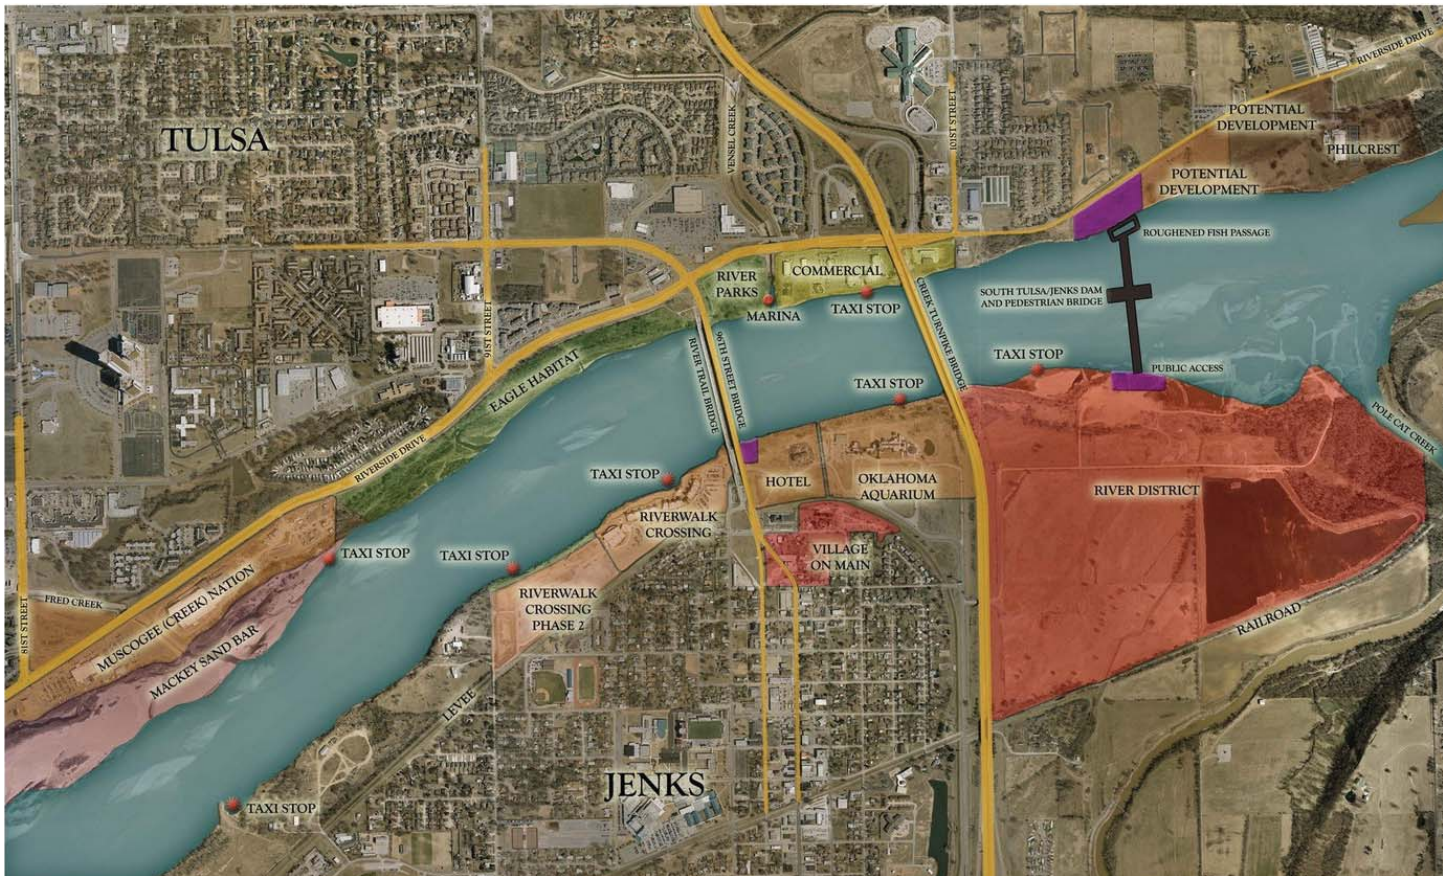 RIVERSIDE DRIVE
POTENTIAL
DEVELOPMENT
PHILCREST
TULSA
VENSEL CREEK
101ST STREET
POTENTIAL
DEVELOPMENT
ROUGHENED FISH PASSAGE
RIVER
PARKS
COMMERCIAL
MARINA
TAXI STOP
SOUTH TULSA/JENKS DAM
AND PEDESTRIAN BRIDGE
CREEK TURNPIKE BRIDGE
91ST STREET
EAGLE HABITAT
RIVER TRAIL BRIDGE
96TH STREET BRIDGE
TAXI STOP
TAXI STOP
PUBLIC ACCESS
POLE CAT CREEK
RIVERSIDE DRIVE
TAXI STOP
HOTEL
OKLAHOMA
AQUARIUM
RIVER DISTRICT
RIVERWALK
CROSSING
TAXI STOP
TAXI STOP
VILLAGE
ON MAIN
FRED CREEK
81ST STREET
MUSCOGEE (CREEK) NATION
MACKEY SAND BAR
RIVERWALK
CROSSING
PHASE 2
RAILROAD
LEVEE
JENKS
TAXI STOP